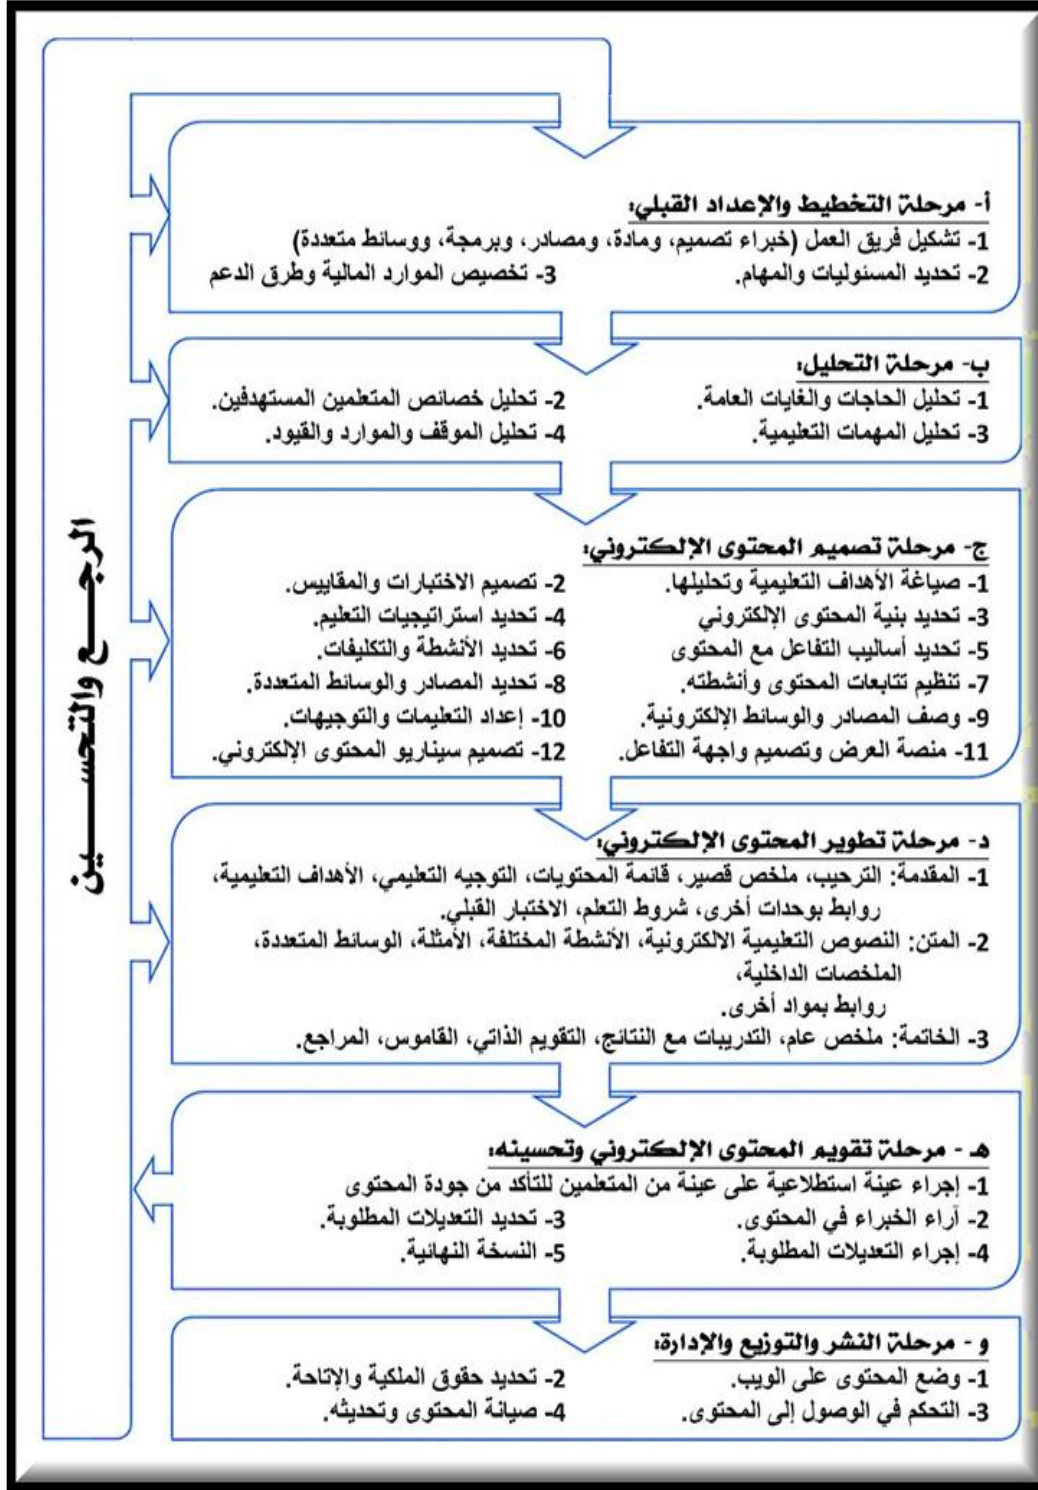 أ- مرحلة التخطيط والإعداد القبلي:
1- تشكيل فريق العمل (خبراء تصميم، ومادة، ومصادر، وبرمجة، ووسائط متعددة)
2- تحديد المسئوليات والمهام. 3- تخصيص الموارد المالية وطرق الدعم
ب- مرحلة التحليل:
1- تحليل الحاجات والغايات العامة. 2- تحليل خصائص المتعلمين المستهدفين.
3- تحليل المهمات التعليمية. 4- تحليل الموقف والموارد والقيود.
ج- مرحلة تصميم المحتوى الإلكتروني:
1- صياغة الأهداف التعليمية وتحليلها. 2- تصميم الاختبارات والمقاييس.
3- تحديد بنية المحتوى الإلكتروني 4- تحديد استراتيجيات التعليم.
5- تحديد أساليب التفاعل مع المحتوى 6- تحديد الأنشطة والتكليفات.
7- تنظيم تتابعات المحتوى وأنشطته. 8- تحديد المصادر والوسائط المتعددة.
9- وصف المصادر والوسائط الإلكترونية. 10- إعداد التعليمات والتوجيهات.
11- منصة العرض وتصميم واجهة التفاعل. 12- تصميم سيناريو المحتوى الإلكتروني.
د- مرحلة تطوير المحتوى الإلكتروني:
1- المقدمة: الترحيب، ملخص قصير، قائمة المحتويات، التوجيه التعليمي، الأهداف التعليمية،
روابط بوحدات أخرى، شروط التعلم، الاختبار القبلي.
2- المتن: النصوص التعليمية الالكترونية، الأنشطة المختلفة، الأمثلة، الوسائط المتعددة،
الملخصات الداخلية،
روابط بمواد أخرى.
3- الخاتمة: ملخص عام، التدريبات مع النتائج، التقويم الذاتي، القاموس، المراجع.
هـ - مرحلة تقويم المحتوى الإلكتروني وتحسينه:
1- إجراء عينة استطلاعية على عينة من المتعلمين للتأكد من جودة المحتوى
2- آراء الخبراء في المحتوى. 3- تحديد التعديلات المطلوبة.
4- إجراء التعديلات المطلوبة. 5- النسخة النهائية.
و - مرحلة النشر والتوزيع والإدارة:
1- وضع المحتوى على الويب. 2- تحديد حقوق الملكية والإتاحة.
3- التحكم في الوصول إلى المحتوى. 4- صيانة المحتوى وتحديثه.
الرجـــع والتحســـــين